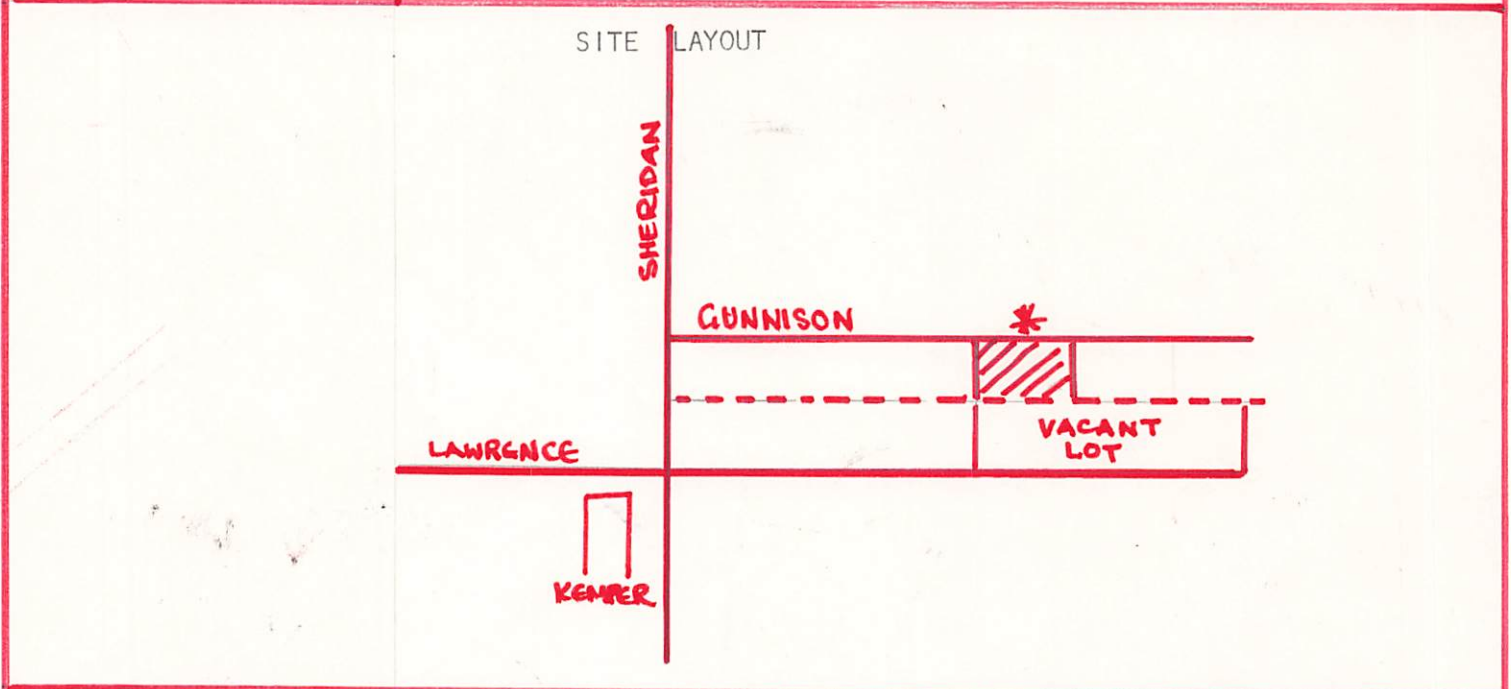 SITE LAYOUT
SHERIDAN
GUNNISON *
VACANT
LOT
LAWRENCE
KEMPER